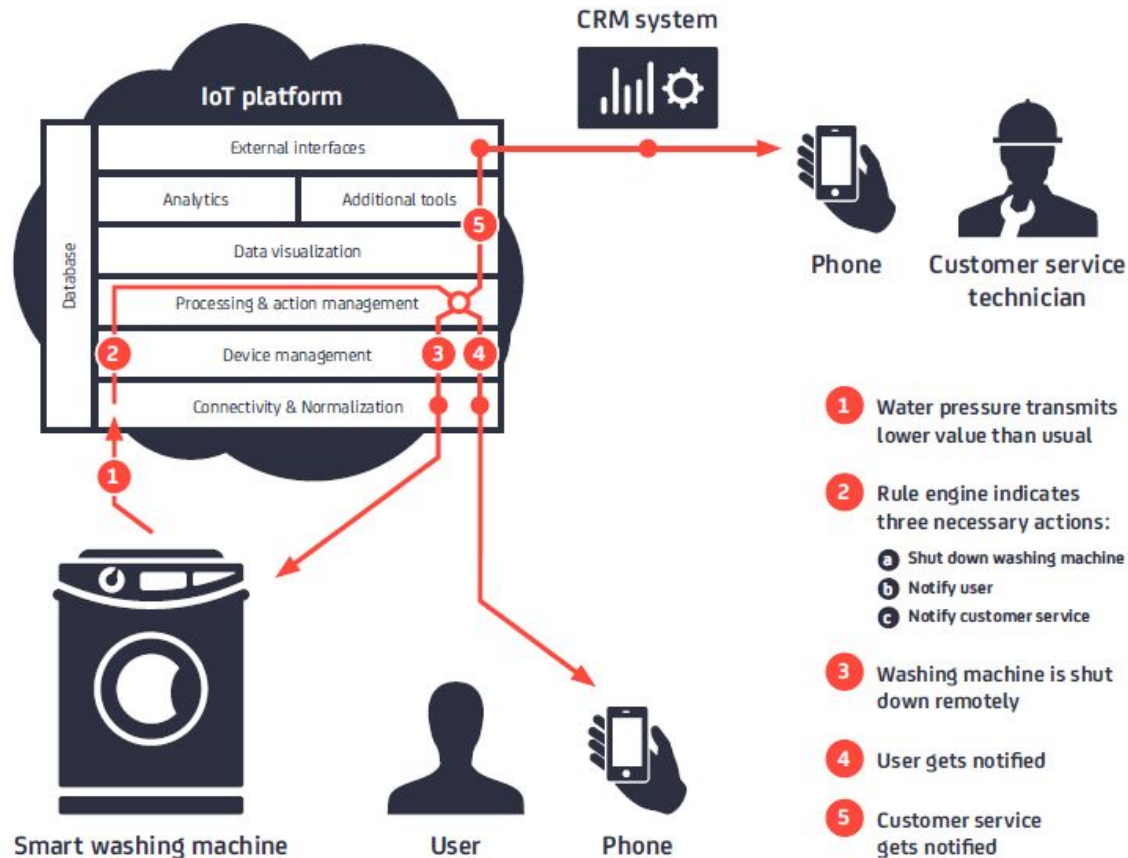 CRM system
IoT platform
Database
External interfaces
Analytics
Additional tools
5
Data visualization
Processing & action management
2
Device management
3
4
Connectivity & Normalization
1
Phone
Customer service
technician
1 Water pressure transmits
lower value than usual
2 Rule engine indicates
three necessary actions:
a Shut down washing machine
b Notify user
c Notify customer service
3 Washing machine is shut
down remotely
4 User gets notified
5 Customer service
gets notified
Smart washing machine
User
Phone